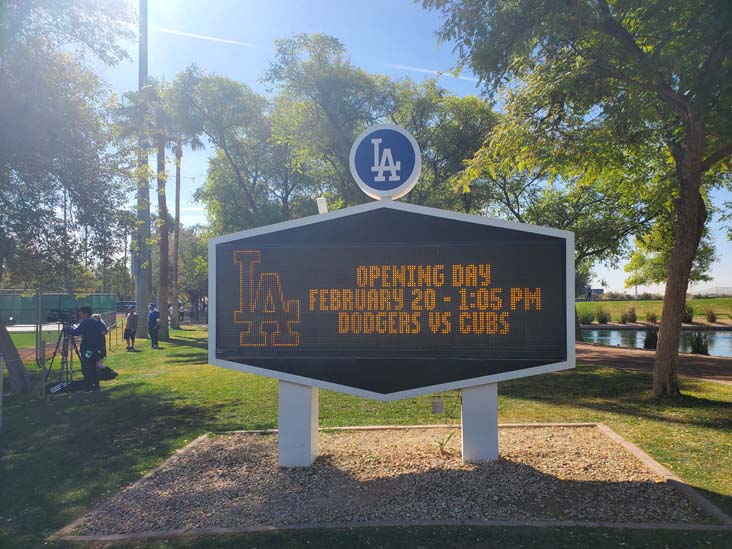 LA
LA
OPENING DAY
FEBRUARY 20 - 1:05 PM
DODGERS VS CUBS